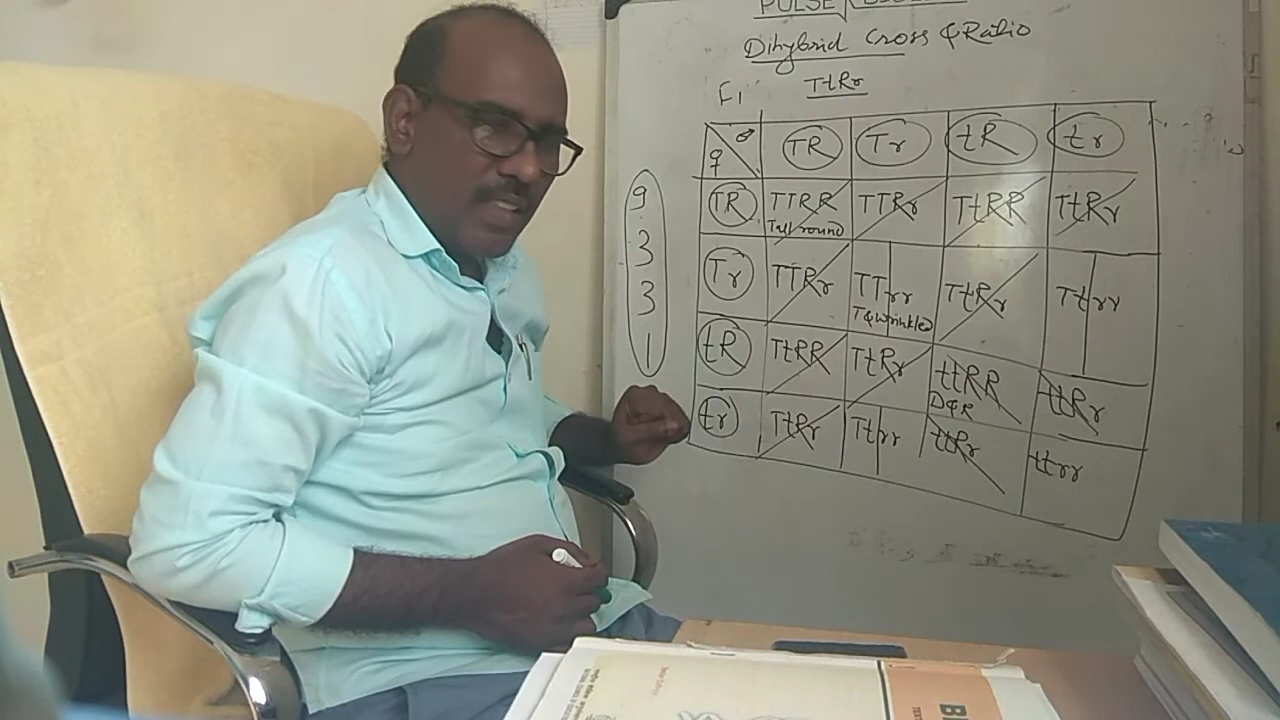 PULSE
Dihybrid Cross & Ratio
F1 TtRr
♂ TR Tr tR tr
♀
TR TTRR TTRr TtRR TtRr
Tall round
Tr TTRr TTrr TtRr Ttrr
T&wrinkled
tR TtRR TtRr ttRR ttRr
D&R
tr TtRr Ttrr ttRr ttrr
9
3
3
1